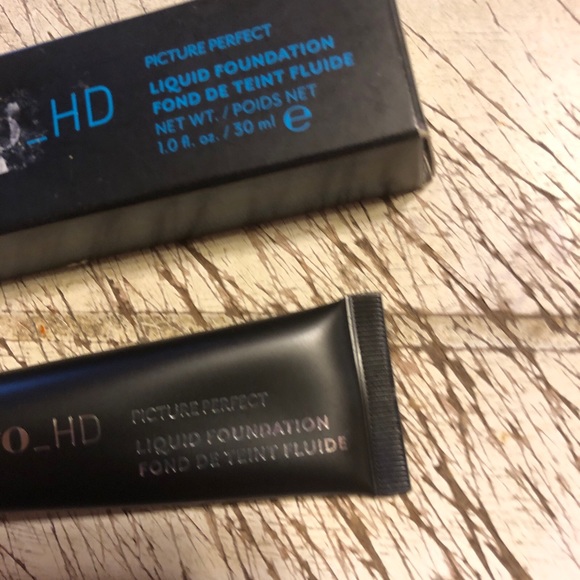 _HD
PICTURE PERFECT
LIQUID FOUNDATION
FOND DE TEINT FLUIDE
NET WT. / POIDS NET
1.0 fl. oz. / 30 ml e
o_HD
PICTURE PERFECT
LIQUID FOUNDATION
FOND DE TEINT FLUIDE